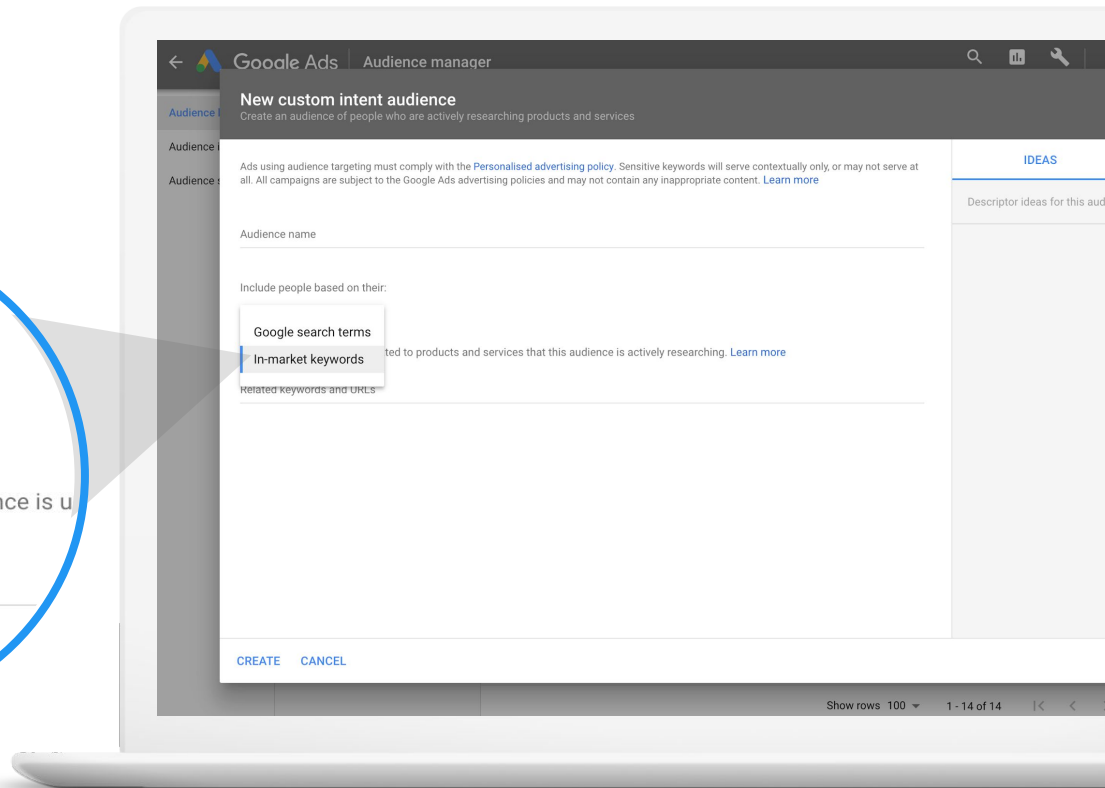 Google Ads
Audience manager
New custom intent audience
Create an audience of people who are actively researching products and services
Audience
Audience
Audience
Ads using audience targeting must comply with the Personalised advertising policy. Sensitive keywords will serve contextually only, or may not serve at
all. All campaigns are subject to the Google Ads advertising policies and may not contain any inappropriate content. Learn more
IDEAS
Descriptor ideas for this aud
Audience name
Include people based on their:
Google search terms
In-market keywords
ted to products and services that this audience is actively researching. Learn more
Related keywords and URLs
nce is u
CREATE CANCEL
Show rows 100 1 - 14 of 14